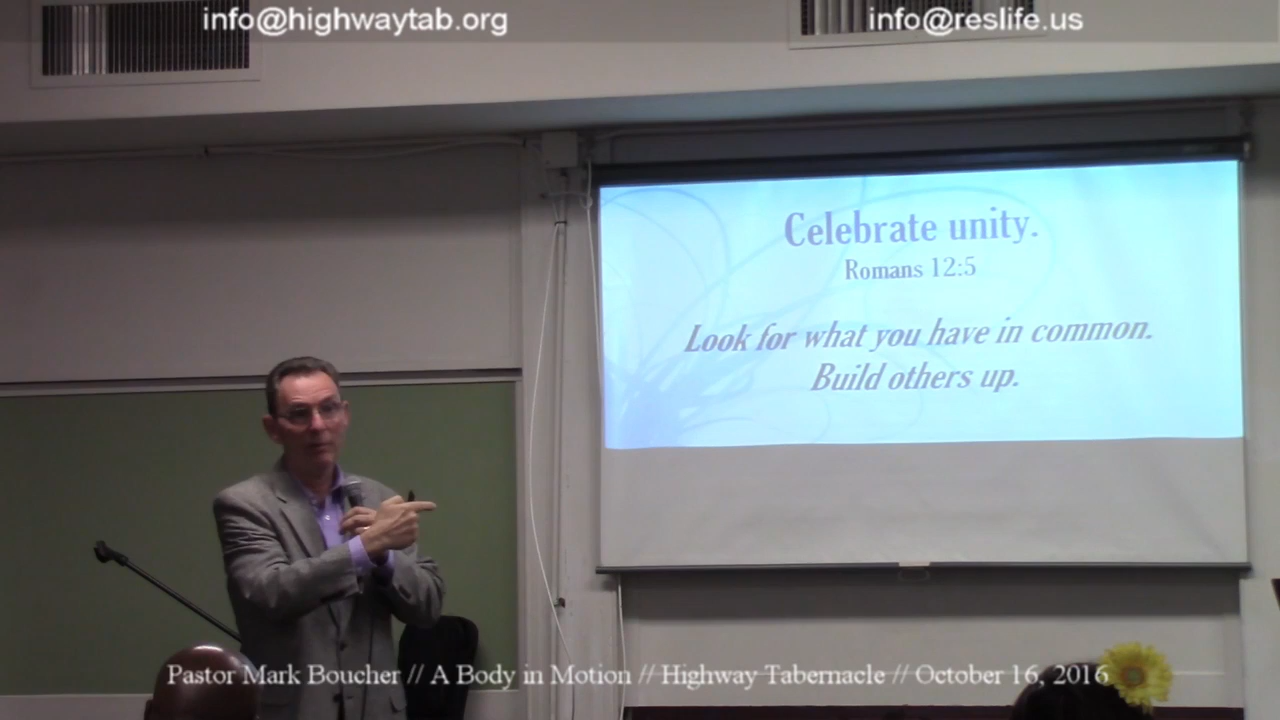 info@highwaytab.org
info@reslife.us
Celebrate unity.
Romans 12:5
Look for what you have in common.
Build others up.
Pastor Mark Boucher // A Body in Motion // Highway Tabernacle // October 16, 2016